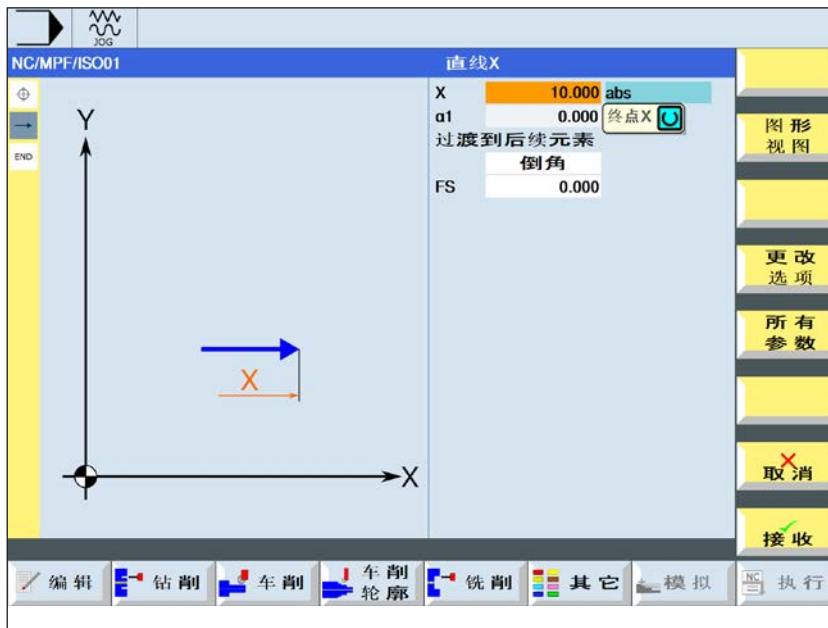 JOG
NC/MPF/ISO01
直线X
X 10.000 abs
α1 0.000 终点X
过渡到后续元素
倒角
FS 0.000
END
Y
X
X
图形
视图
更改
选项
所有
参数
取消
接收
编辑
钻削
车削
车削
轮廓
铣削
其它
模拟
NC
执行